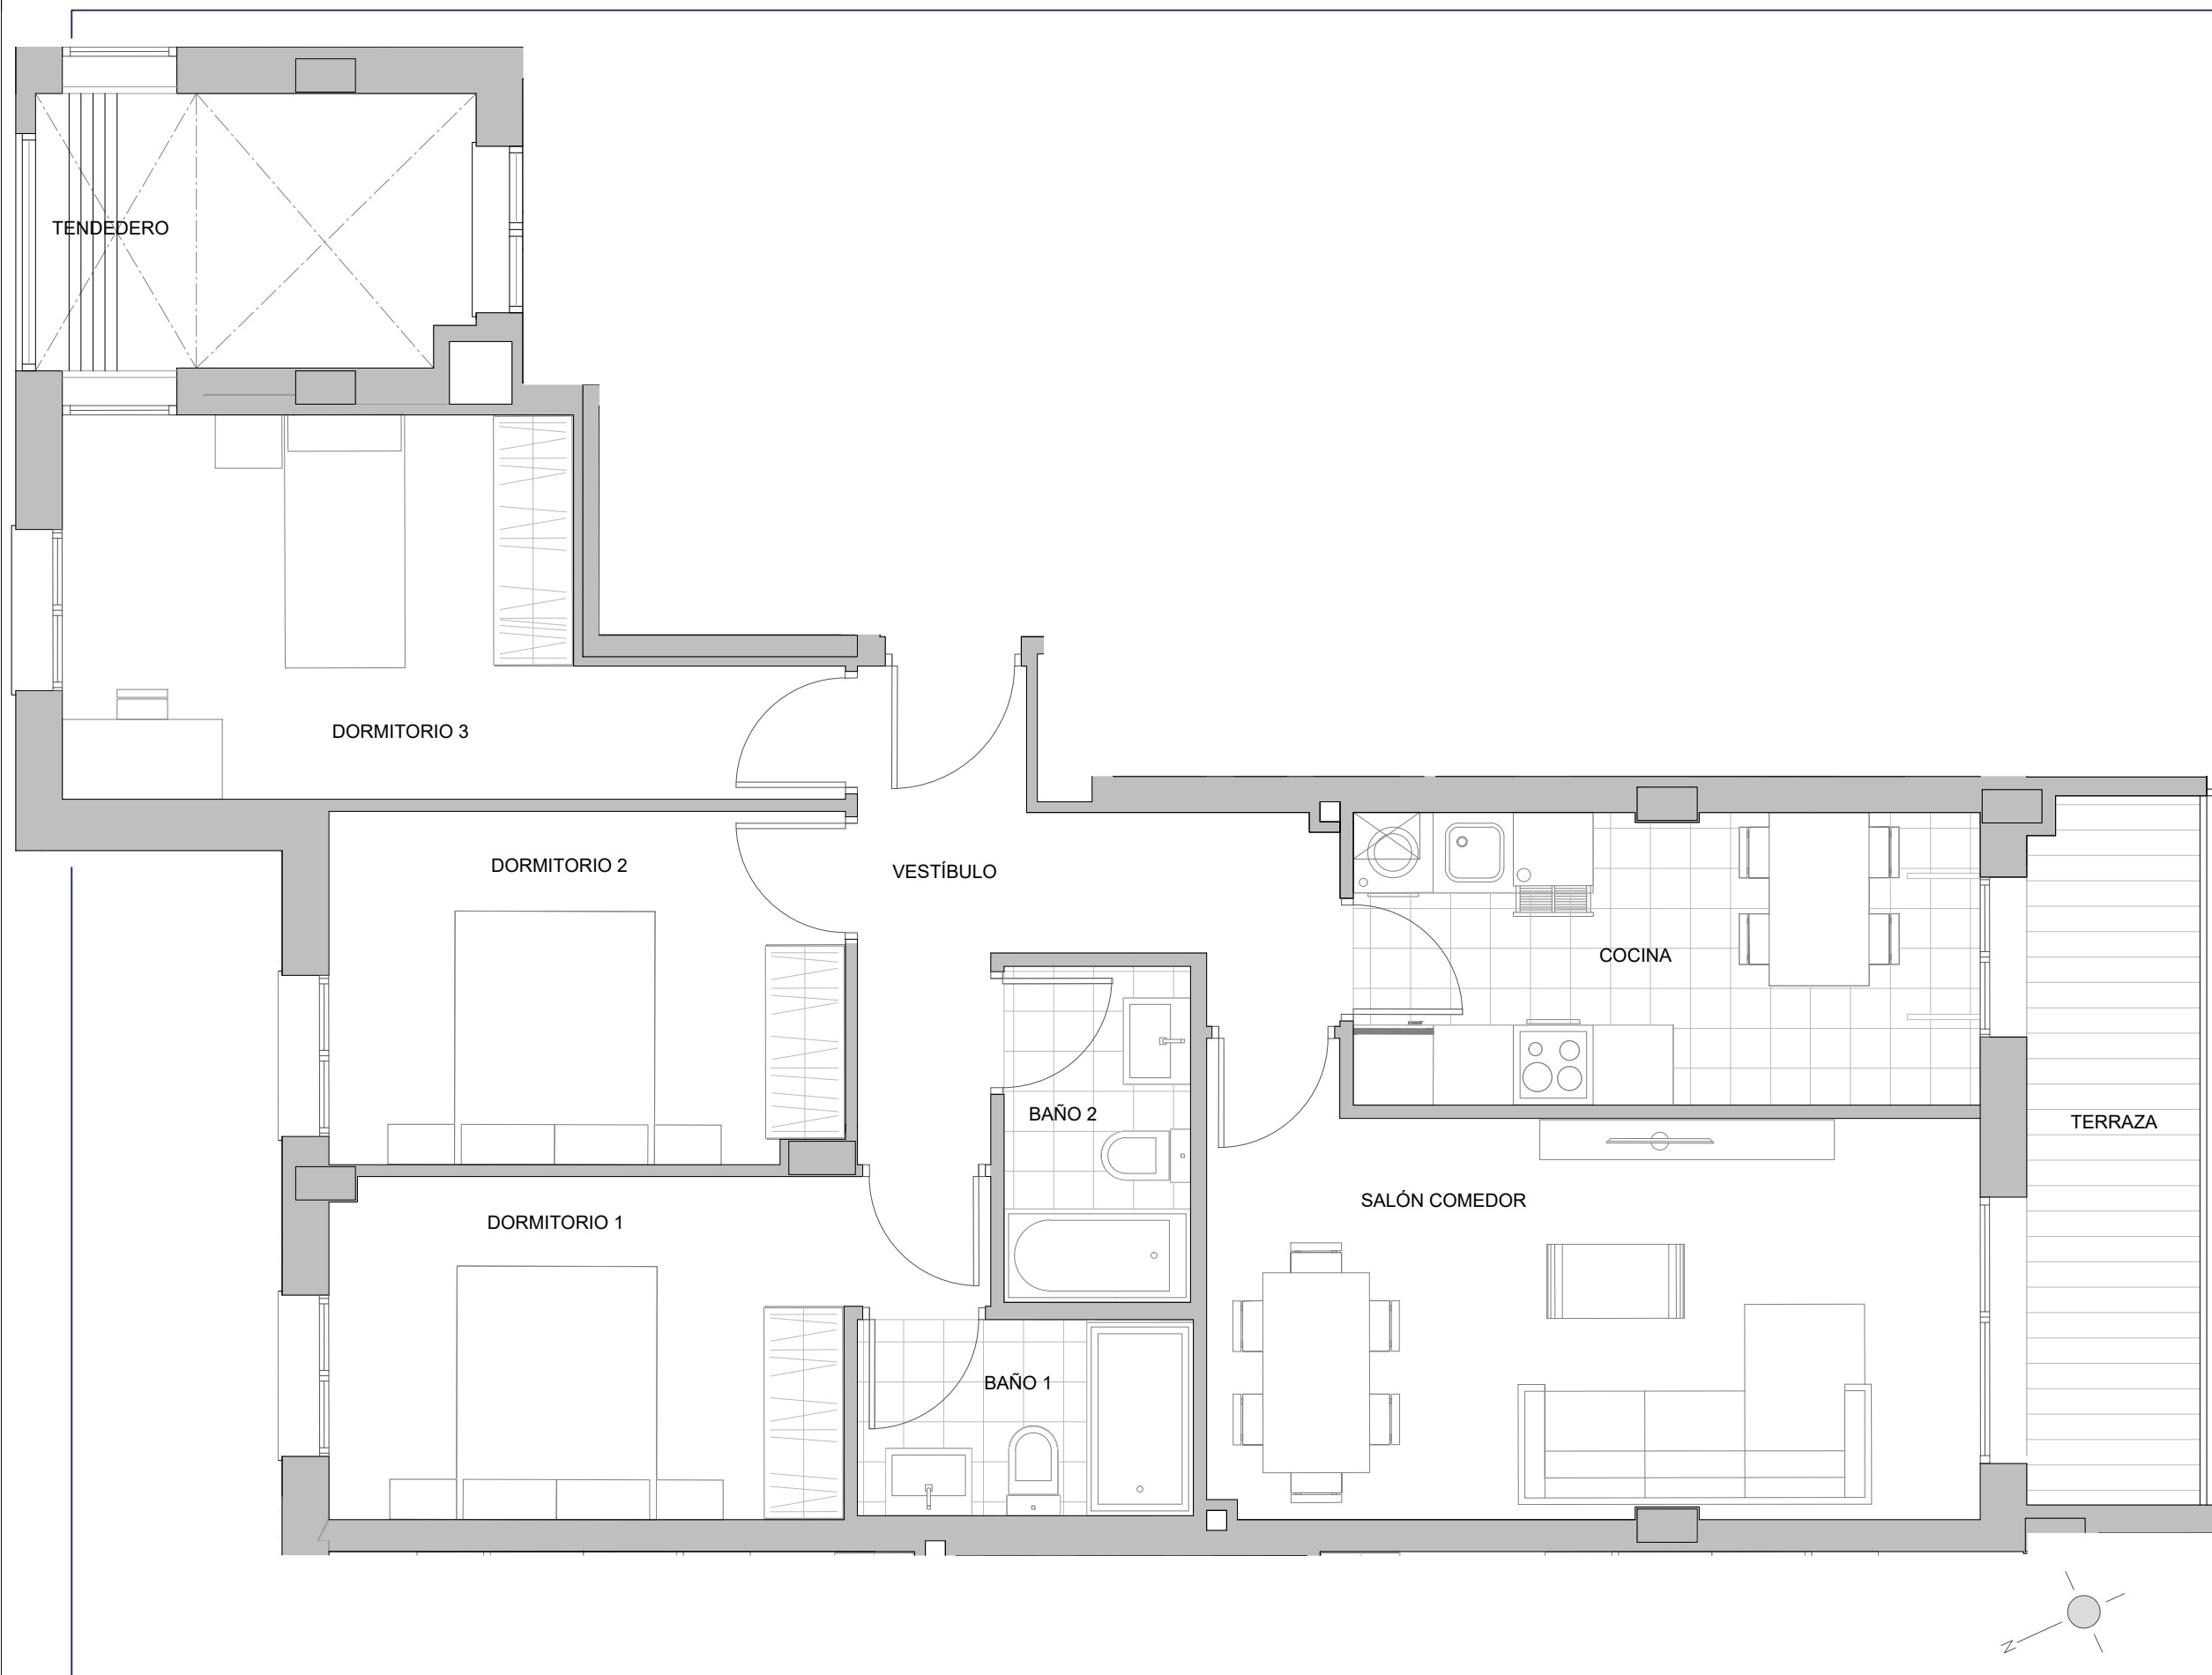 TENDEDERO
DORMITORIO 3
DORMITORIO 2
VESTÍBULO
COCINA
BAÑO 2
TERRAZA
SALÓN COMEDOR
DORMITORIO 1
BAÑO 1
N